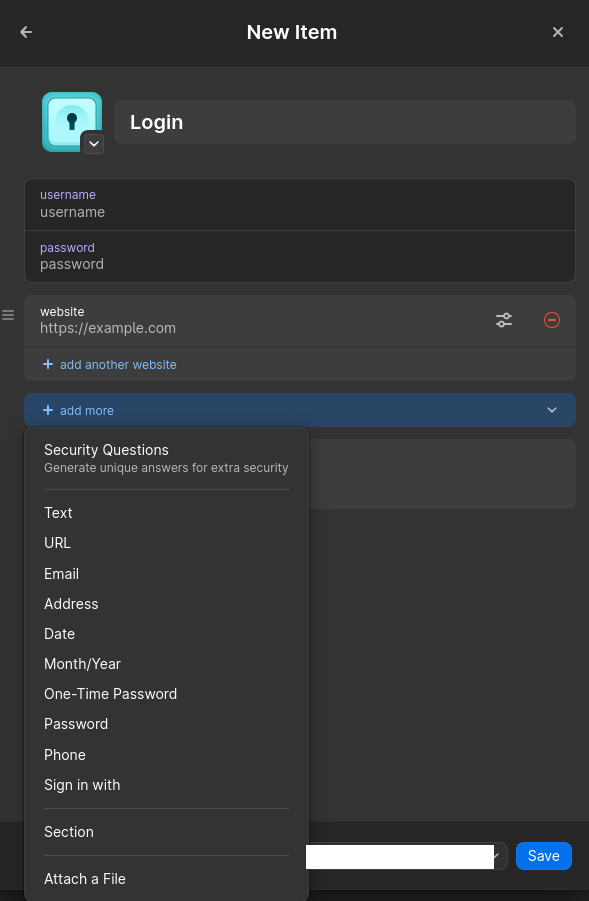 New Item
Login
username
username
password
password
website
https://example.com
add another website
add more
Security Questions
Generate unique answers for extra security
Text
URL
Email
Address
Date
Month/Year
One-Time Password
Password
Phone
Sign in with
Section
Attach a File
Save